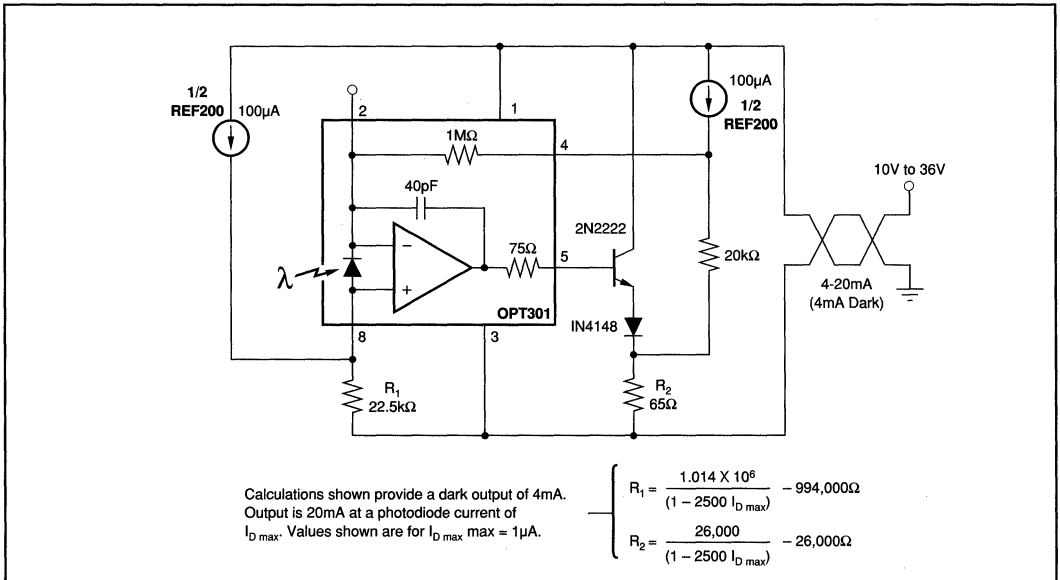 1/2
REF200
100µA
2
1
1MΩ
4
40pF
75Ω
5
−
+
λ
OPT301
8
3
R1
22.5kΩ
2N2222
IN4148
R2
65Ω
20kΩ
100µA
1/2
REF200
10V to 36V
4-20mA
(4mA Dark)
Calculations shown provide a dark output of 4mA.
Output is 20mA at a photodiode current of
ID max. Values shown are for ID max max = 1µA.
R1 = 1.014 X 10⁶ / (1 – 2500 ID max) – 994,000Ω
R2 = 26,000 / (1 – 2500 ID max) – 26,000Ω